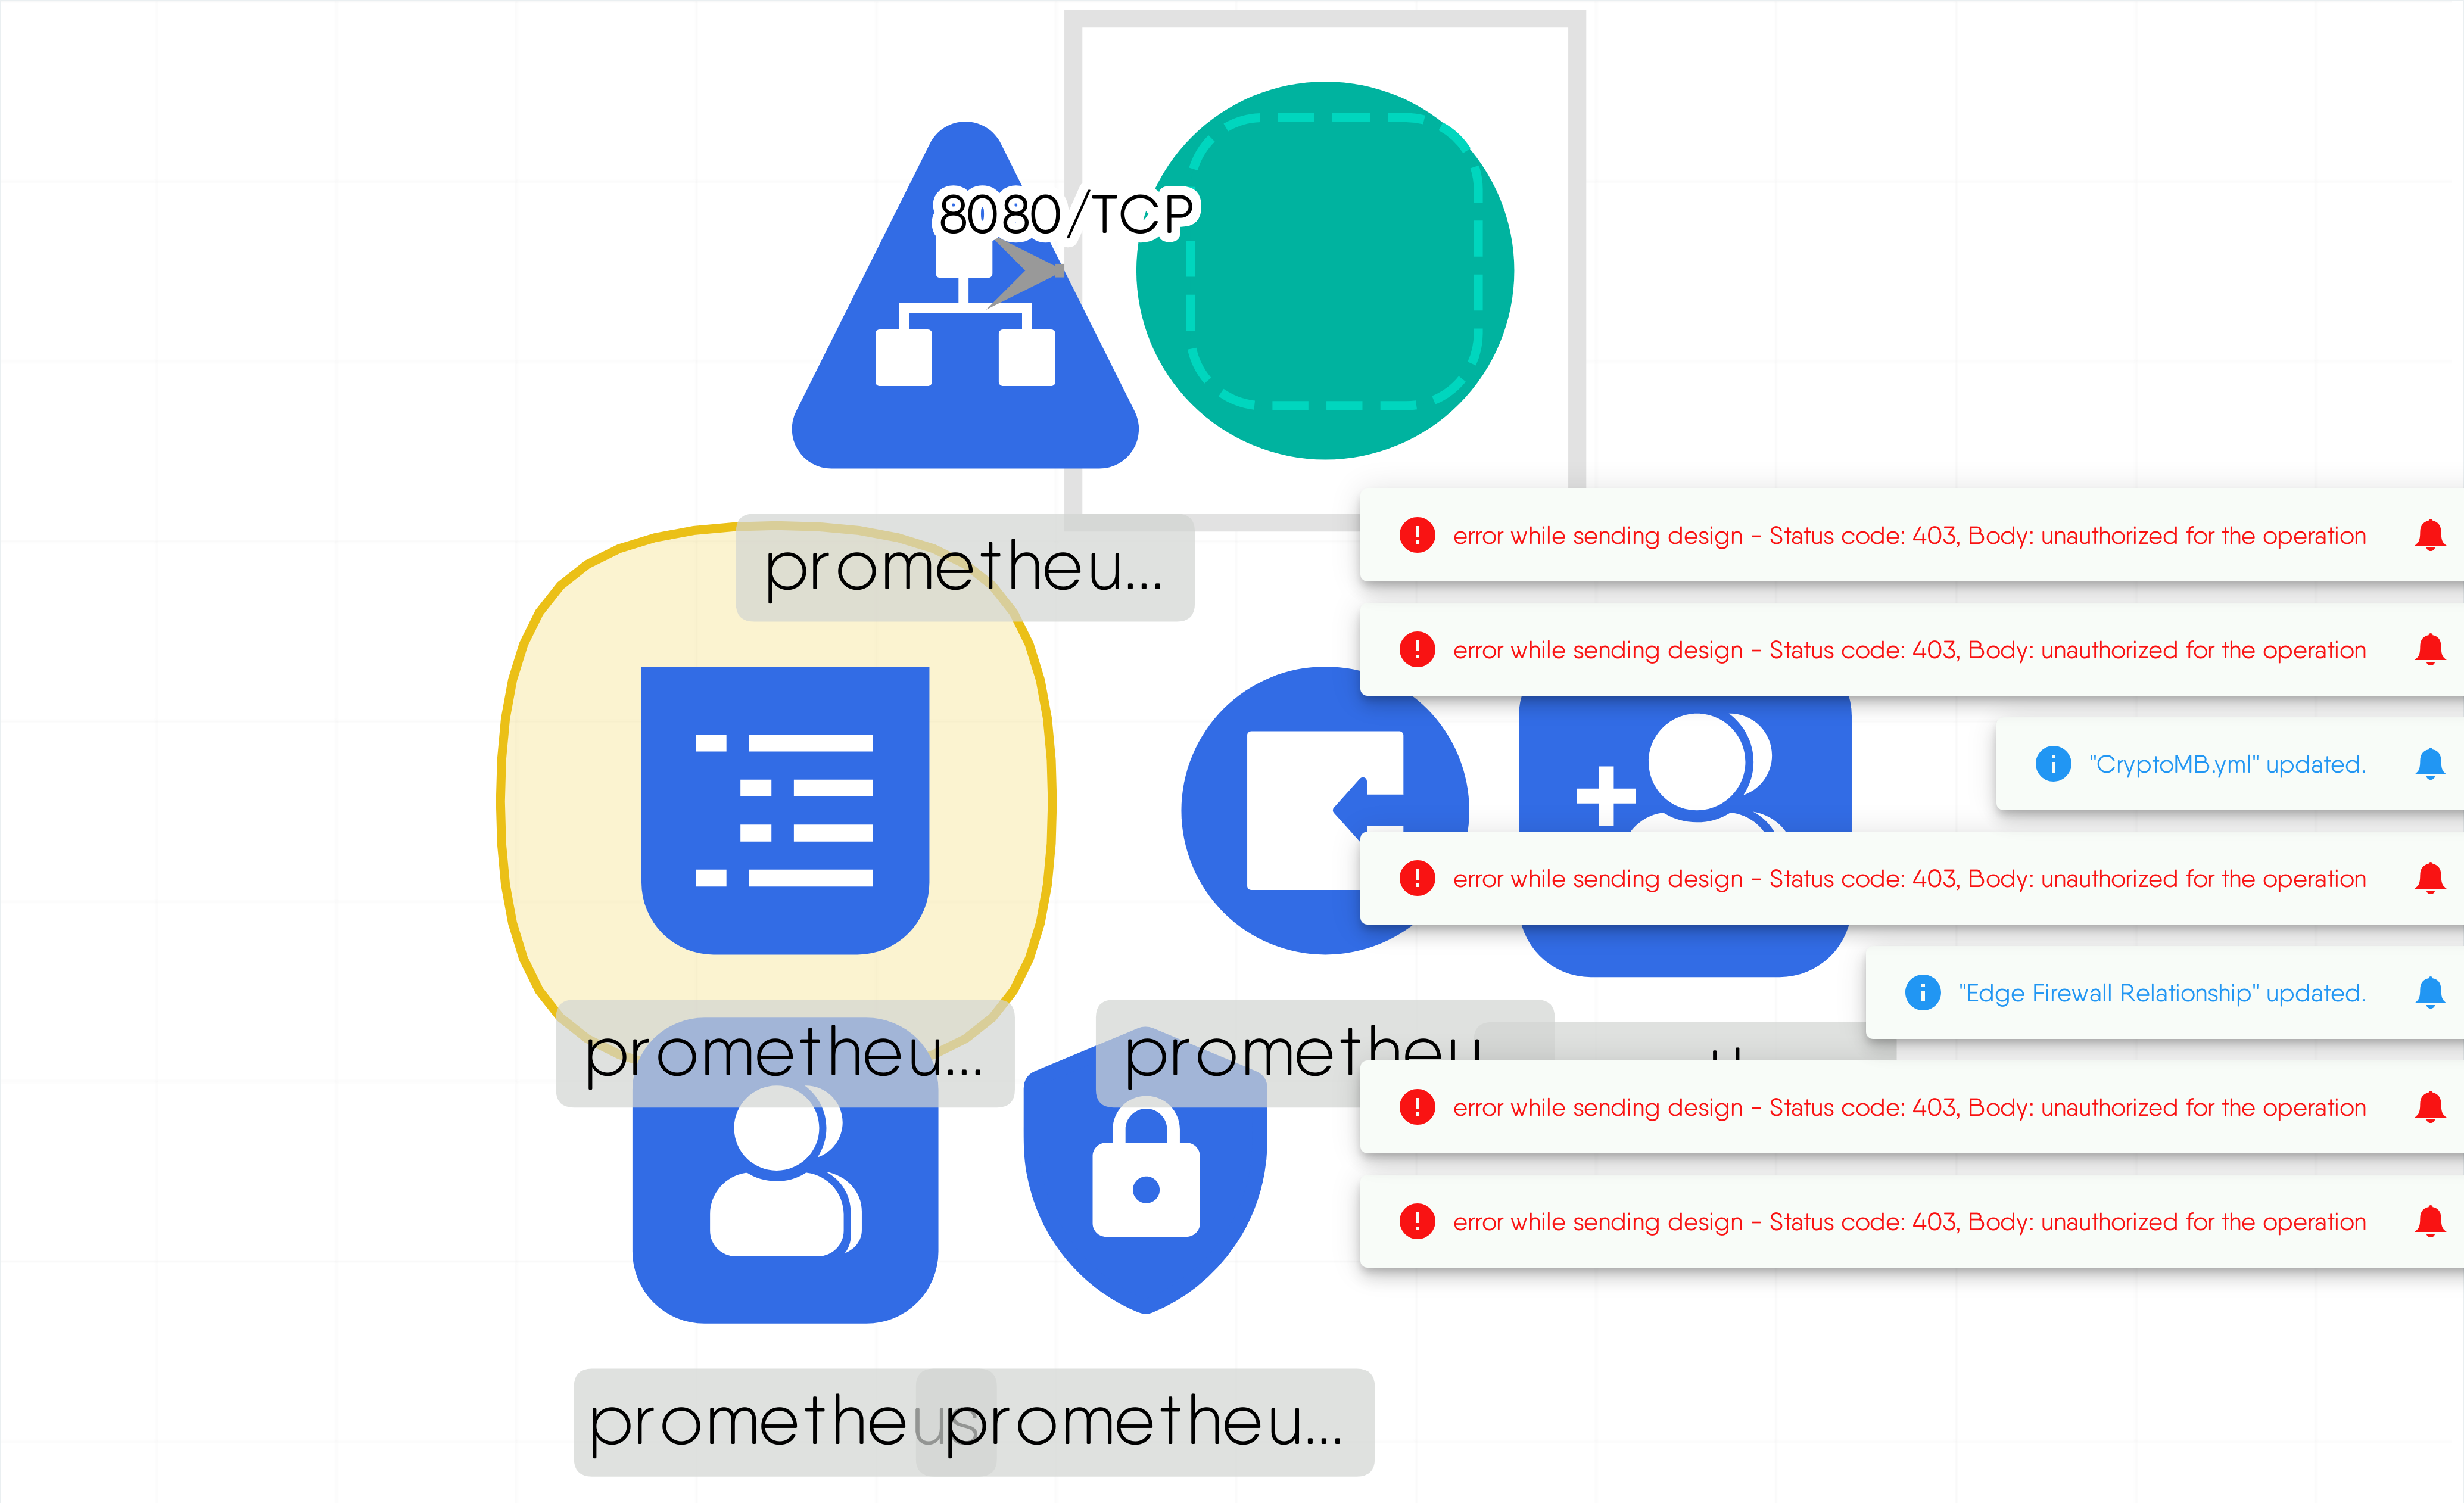 8080/TCP
prometheu...
error while sending design - Status code: 403, Body: unauthorized for the operation
error while sending design - Status code: 403, Body: unauthorized for the operation
"CryptoMB.yml" updated.
error while sending design - Status code: 403, Body: unauthorized for the operation
"Edge Firewall Relationship" updated.
prometheu...
prometheu
error while sending design - Status code: 403, Body: unauthorized for the operation
error while sending design - Status code: 403, Body: unauthorized for the operation
prometheus
prometheu...